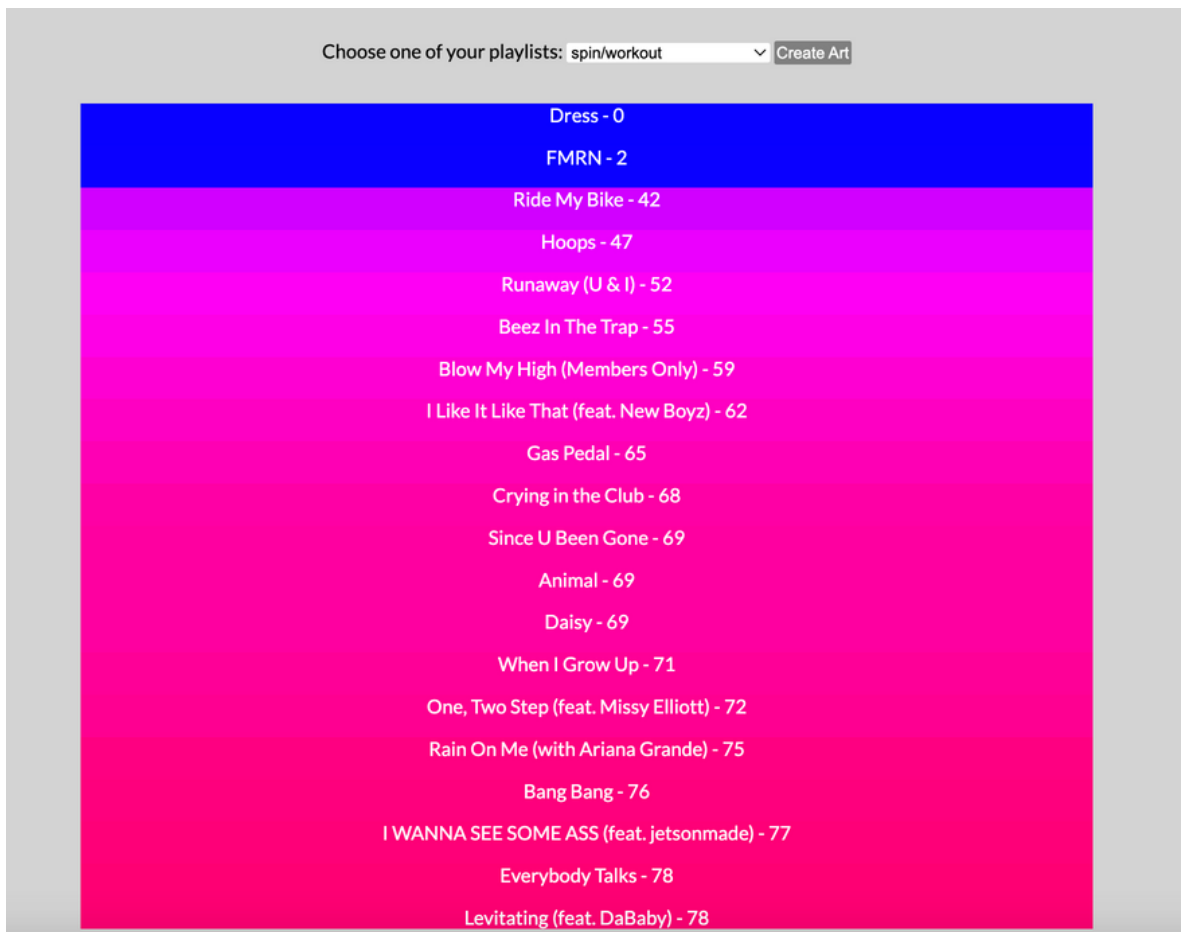 Choose one of your playlists: spin/workout Create Art
Dress - 0
FMRN - 2
Ride My Bike - 42
Hoops - 47
Runaway (U & I) - 52
Beez In The Trap - 55
Blow My High (Members Only) - 59
I Like It Like That (feat. New Boyz) - 62
Gas Pedal - 65
Crying in the Club - 68
Since U Been Gone - 69
Animal - 69
Daisy - 69
When I Grow Up - 71
One, Two Step (feat. Missy Elliott) - 72
Rain On Me (with Ariana Grande) - 75
Bang Bang - 76
I WANNA SEE SOME ASS (feat. jetsonmade) - 77
Everybody Talks - 78
Levitating (feat. DaBaby) - 78